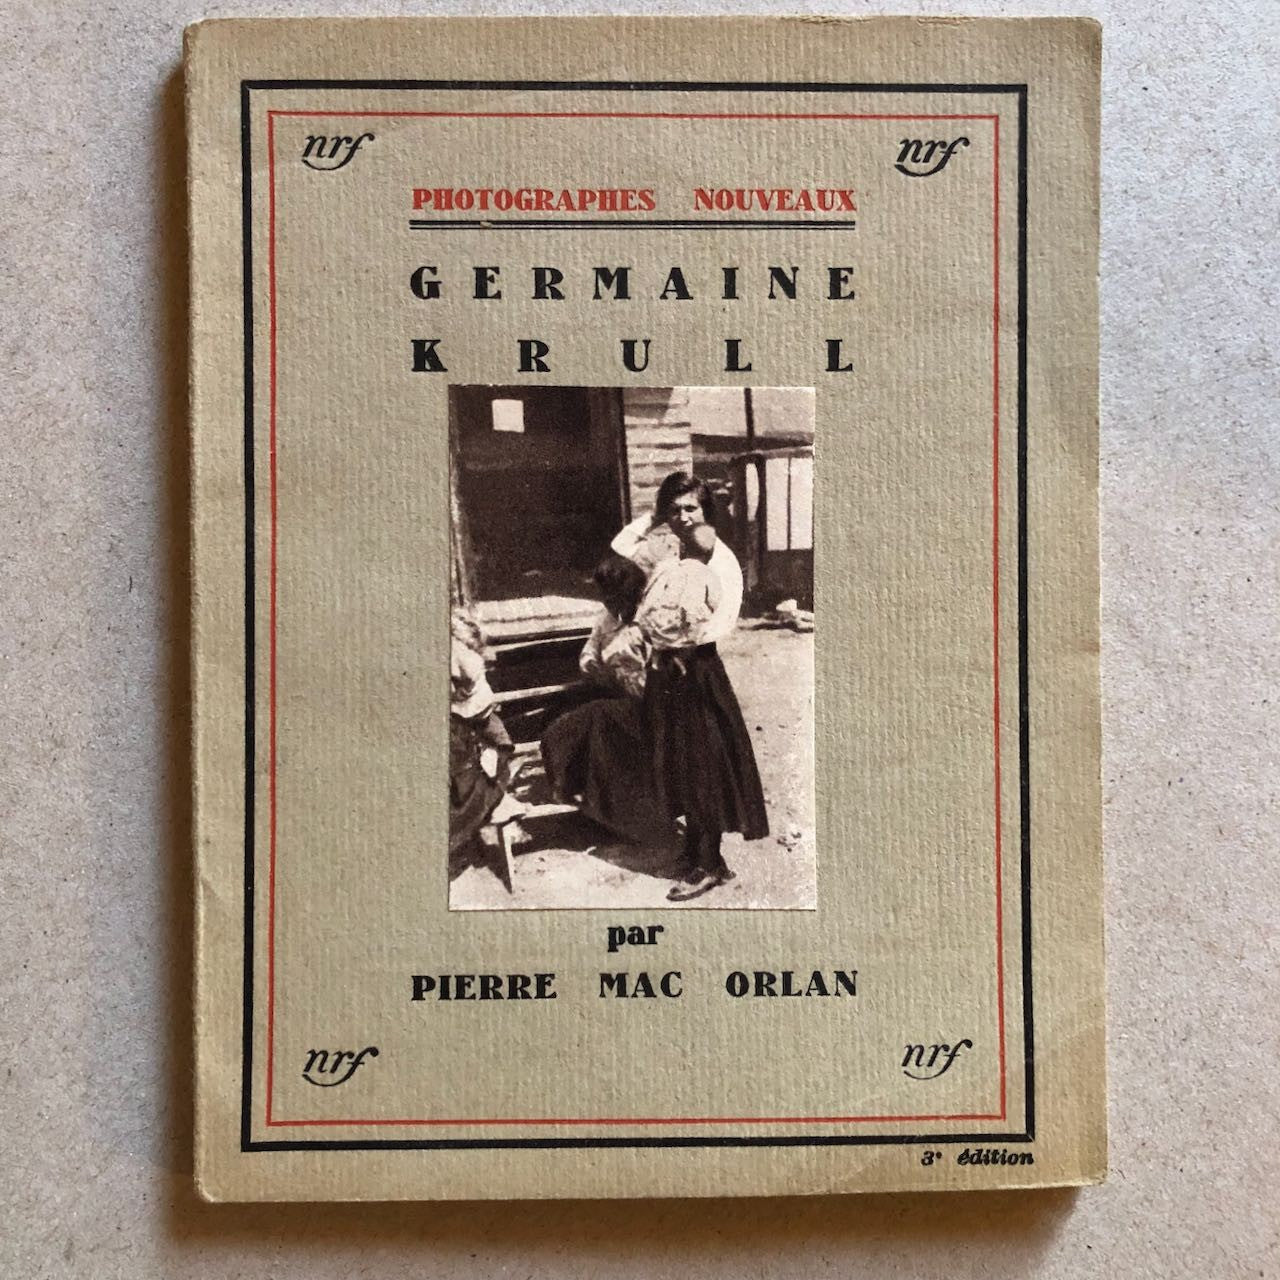 nrf nrf
PHOTOGRAPHES NOUVEAUX
GERMAINE
KRULL
par
PIERRE MAC ORLAN
nrf nrf
3e édition